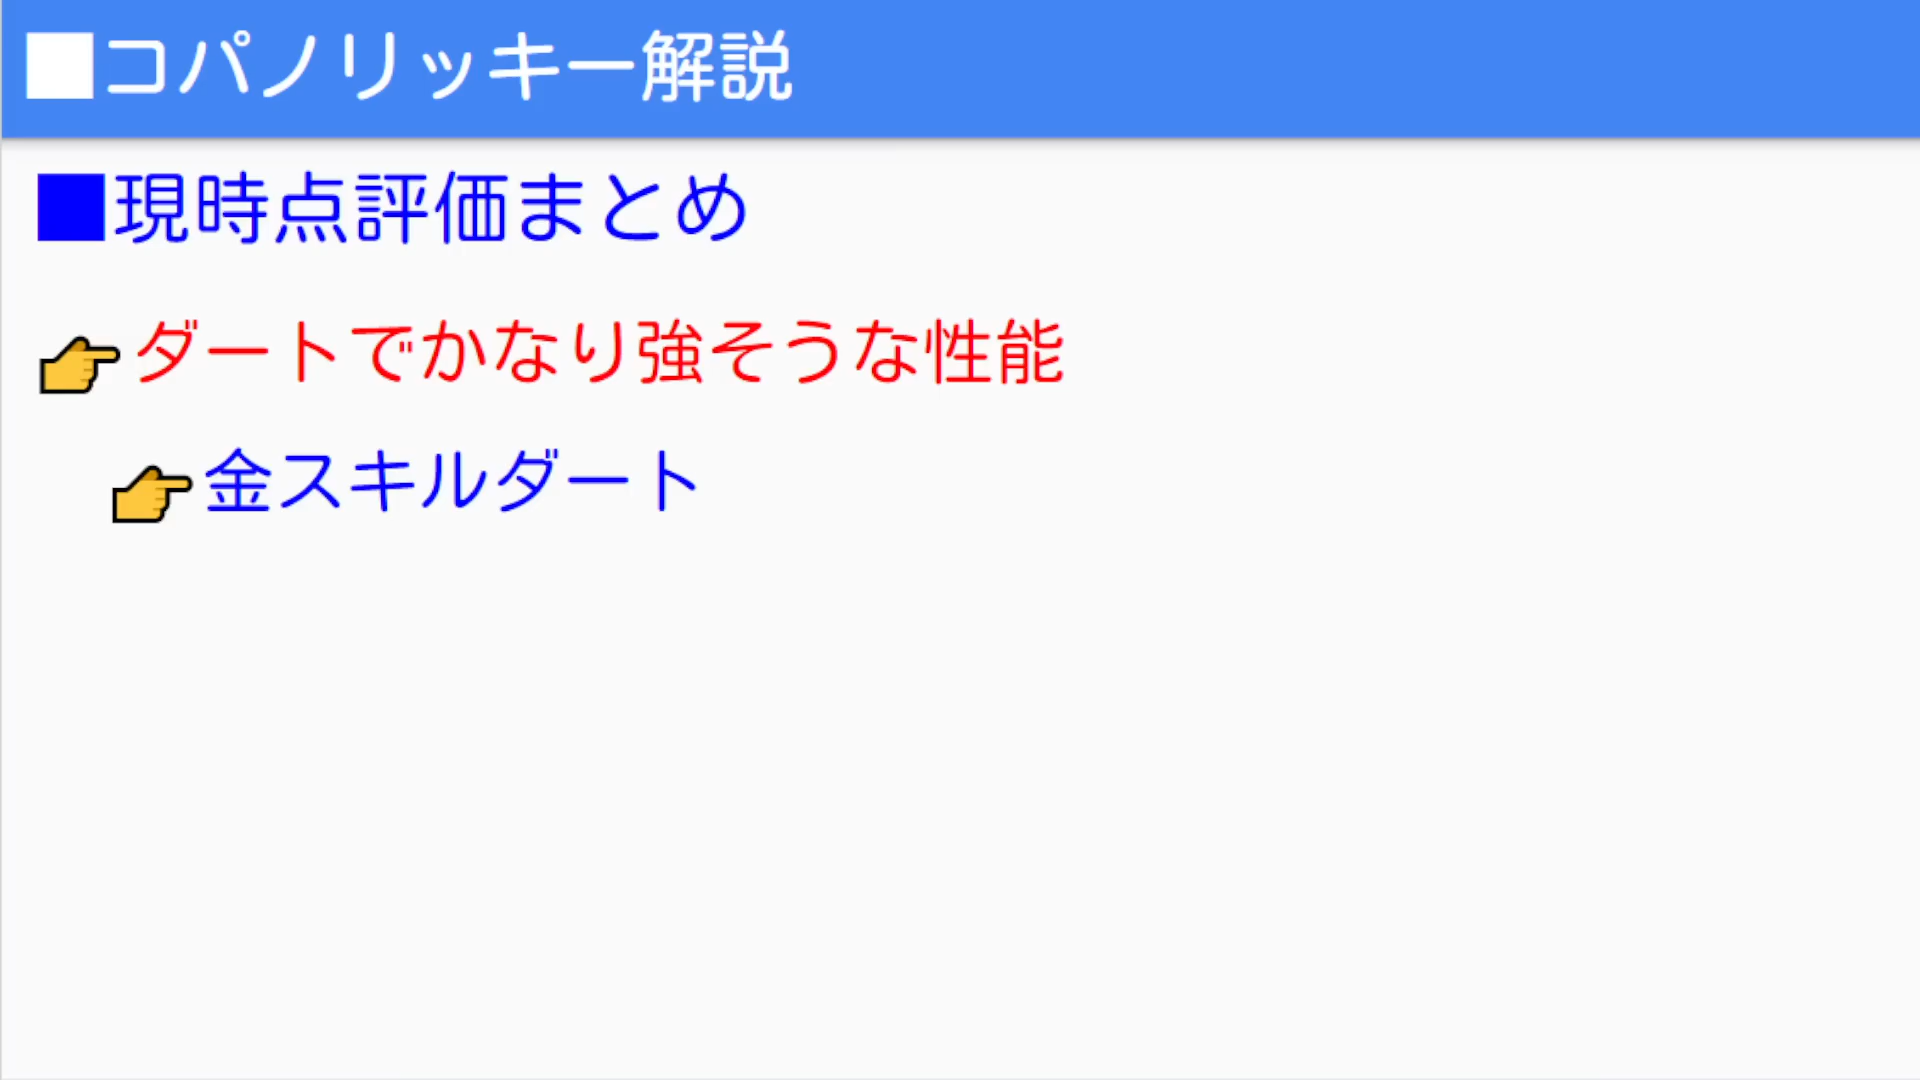 ■コパノリッキー解説
■現時点評価まとめ
👉ダートでかなり強そうな性能
👉金スキルダート